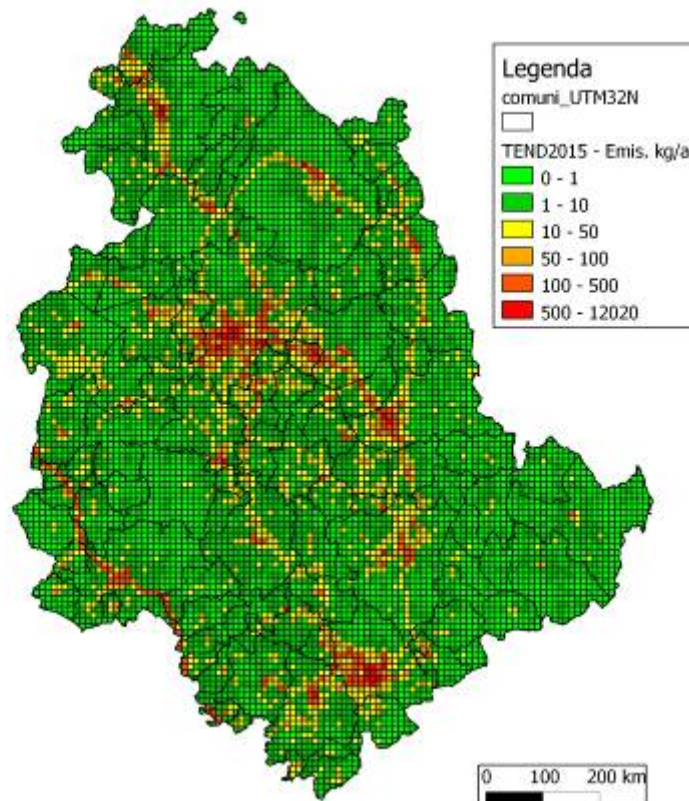 Legenda
comuni_UTM32N
TEND2015 - Emis. kg/a
0 - 1
1 - 10
10 - 50
50 - 100
100 - 500
500 - 12020
0 100 200 km